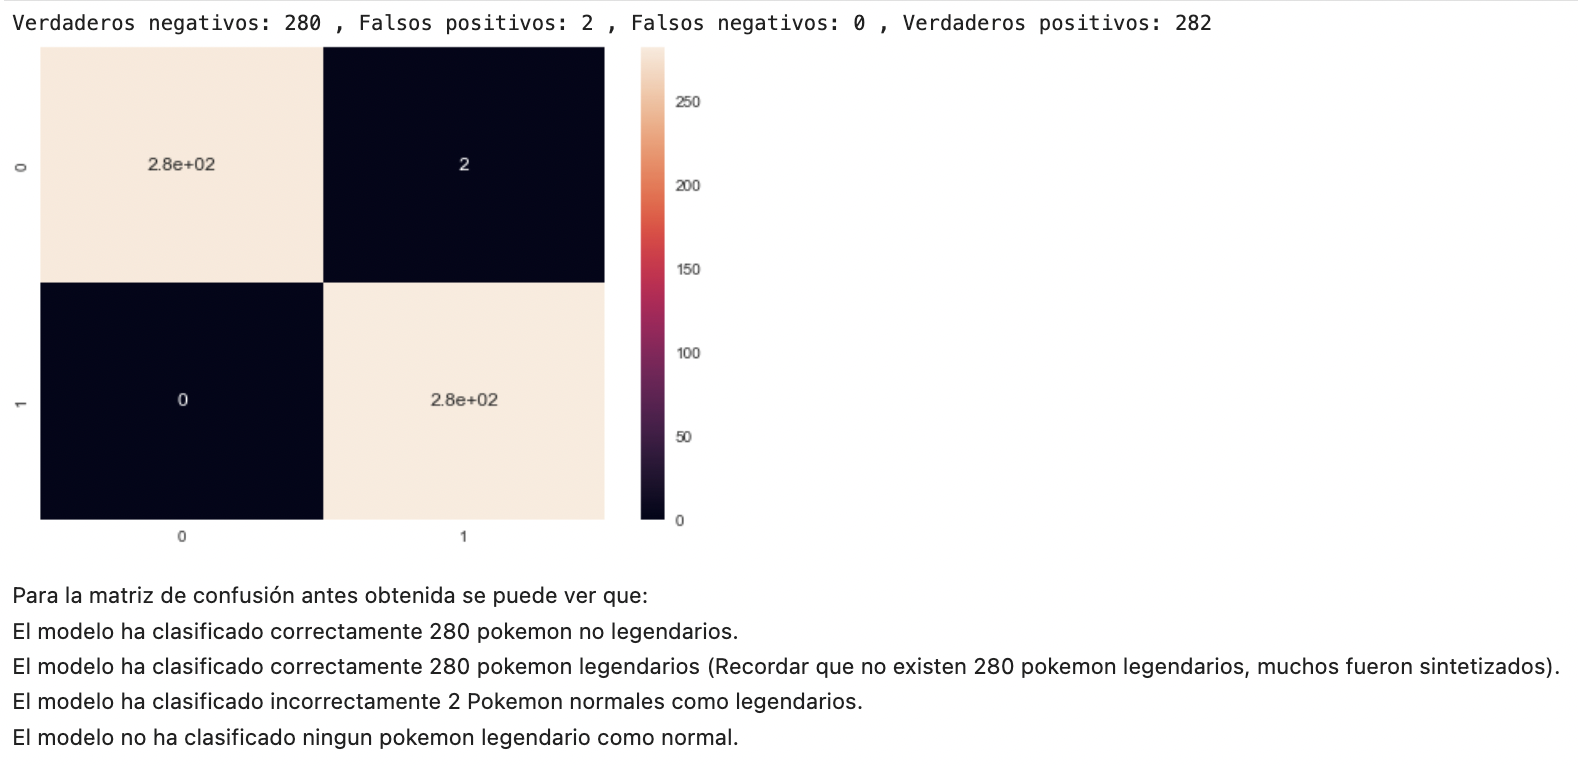 Verdaderos negativos: 280 , Falsos positivos: 2 , Falsos negativos: 0 , Verdaderos positivos: 282
250
0
2.8e+02
2
200
150
100
1
0
2.8e+02
50
0
0
1
Para la matriz de confusión antes obtenida se puede ver que:
El modelo ha clasificado correctamente 280 pokemon no legendarios.
El modelo ha clasificado correctamente 280 pokemon legendarios (Recordar que no existen 280 pokemon legendarios, muchos fueron sintetizados).
El modelo ha clasificado incorrectamente 2 Pokemon normales como legendarios.
El modelo no ha clasificado ningun pokemon legendario como normal.